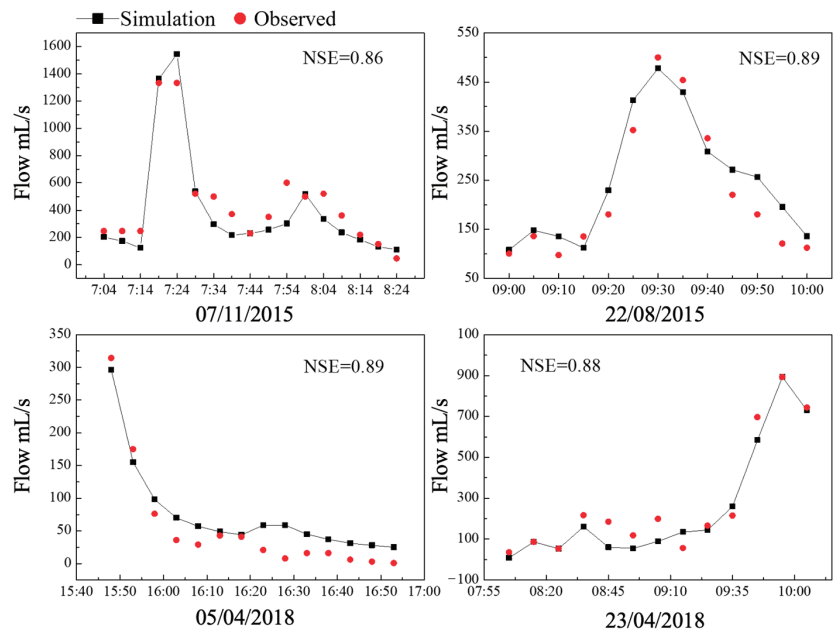 Simulation Observed
1600
1400
1200
1000
800
600
400
200
0
Flow mL/s
NSE=0.86
7:04 7:14 7:24 7:34 7:44 7:54 8:04 8:14 8:24
07/11/2015
550
450
350
250
150
50
Flow mL/s
NSE=0.89
09:00 09:10 09:20 09:30 09:40 09:50 10:00
22/08/2015
350
300
250
200
150
100
50
0
Flow mL/s
NSE=0.89
15:40 15:50 16:00 16:10 16:20 16:30 16:40 16:50 17:00
05/04/2018
100
900
700
500
300
100
−100
Flow mL/s
NSE=0.88
07:55 08:20 08:45 09:10 09:35 10:00
23/04/2018